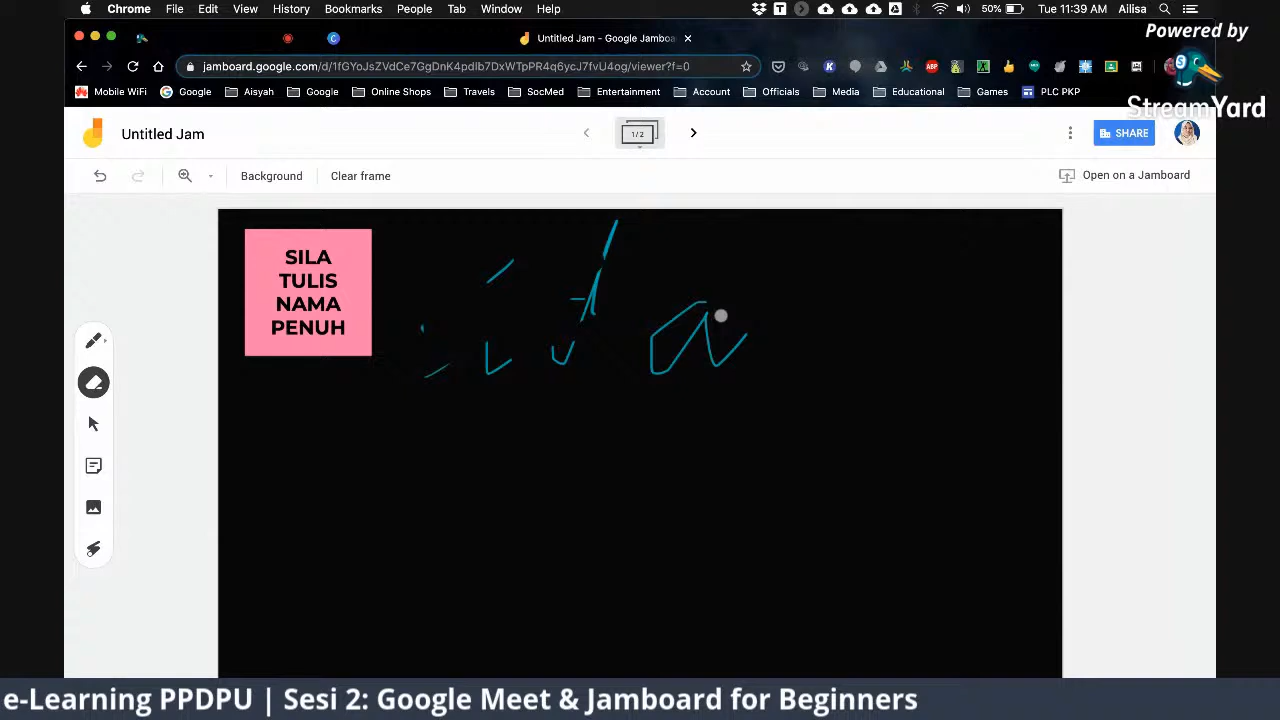 Chrome File Edit View History Bookmarks People Tab Window Help 50% Tue 11:39 AM Ailisa
Powered by
StreamYard
Untitled Jam - Google Jamboa
jamboard.google.com/d/1fGYoJsZVdCe7GgDnK4pdIb7DxWTpPR4q6ycJ7fvU4og/viewer?f=0
Mobile WiFi Google Aisyah Google Online Shops Travels SocMed Entertainment Account Officials Media Educational Games PLC PKP
Untitled Jam 1/2 SHARE
Background Clear frame Open on a Jamboard
SILA
TULIS
NAMA
PENUH
a
e-Learning PPDPU | Sesi 2: Google Meet & Jamboard for Beginners